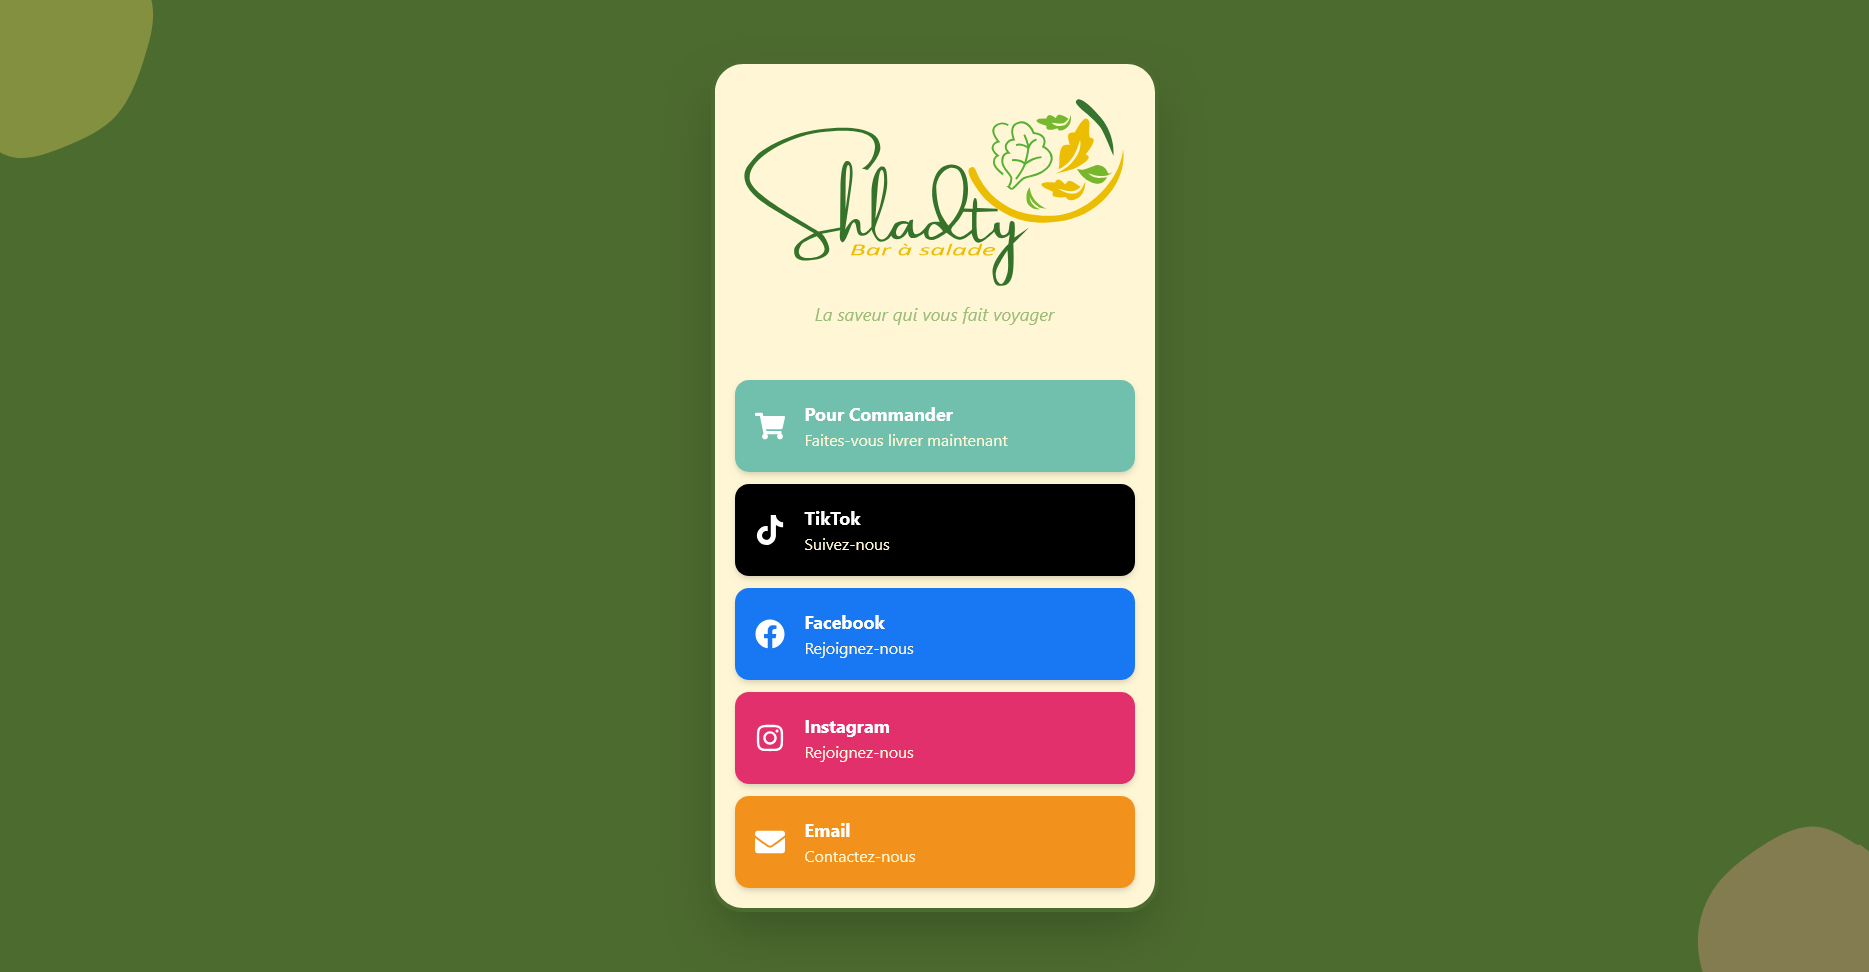 Shladty
Bar à salade
La saveur qui vous fait voyager
Pour Commander
Faites-vous livrer maintenant
TikTok
Suivez-nous
Facebook
Rejoignez-nous
Instagram
Rejoignez-nous
Email
Contactez-nous